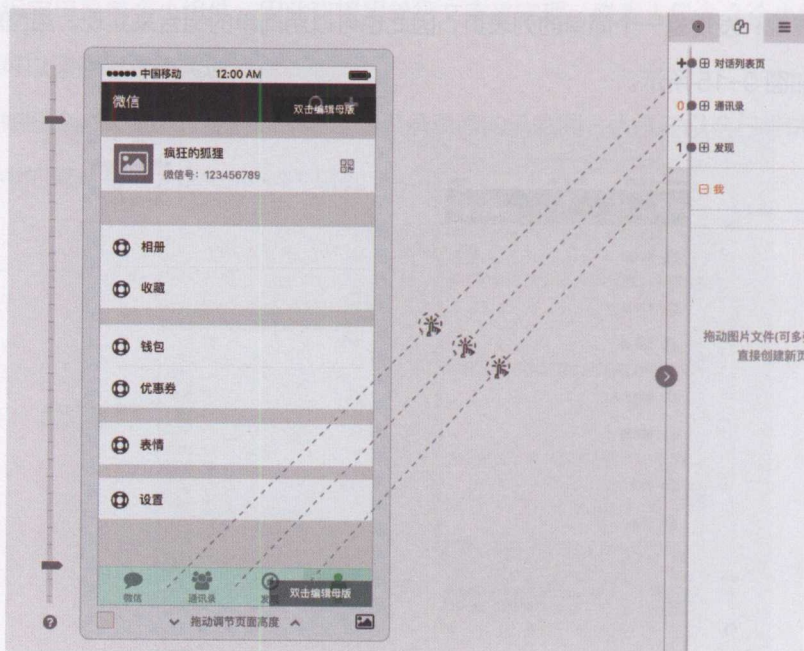 中国移动 12:00 AM
微信
双击编辑母版
疯狂的狐狸
微信号：123456789
相册
收藏
钱包
优惠券
表情
设置
微信
通讯录
双击编辑母版
拖动调节页面高度
+ 对话列表页
0 通讯录
1 发现
我
拖动图片文件(可多
直接创建新页